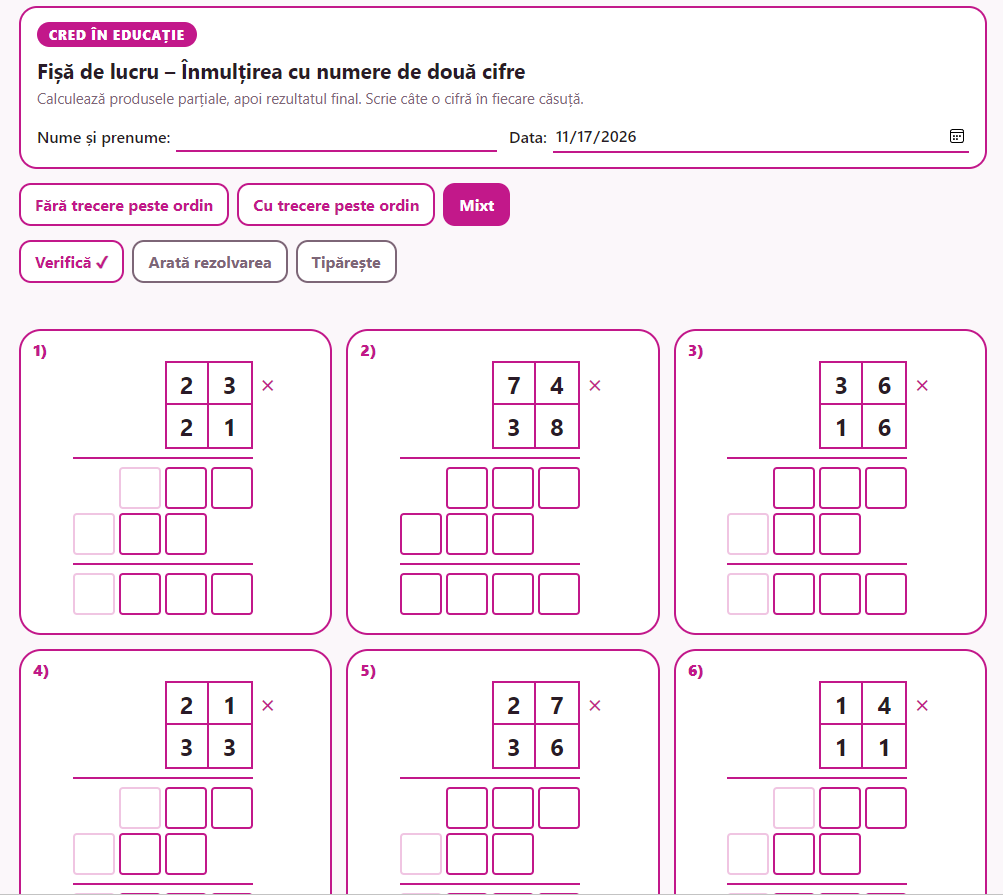 CRED ÎN EDUCAȚIE
Fișă de lucru – Înmulțirea cu numere de două cifre
Calculează produsele parțiale, apoi rezultatul final. Scrie câte o cifră în fiecare căsuță.
Nume și prenume: Data: 11/17/2026
Fără trecere peste ordin Cu trecere peste ordin Mixt
Verifică ✓ Arată rezolvarea Tipărește
1) 2) 3)
2 3 × 7 4 × 3 6 ×
2 1 3 8 1 6
4) 5) 6)
2 1 × 2 7 × 1 4 ×
3 3 3 6 1 1